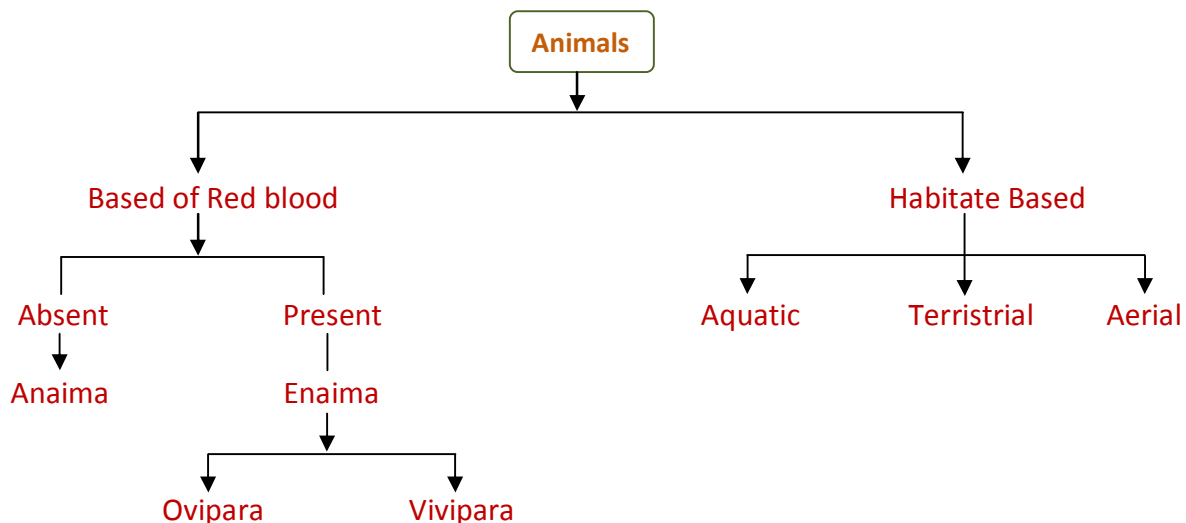 Animals
Based of Red blood
Habitate Based
Absent
Present
Aquatic
Terristrial
Aerial
Anaima
Enaima
Ovipara
Vivipara